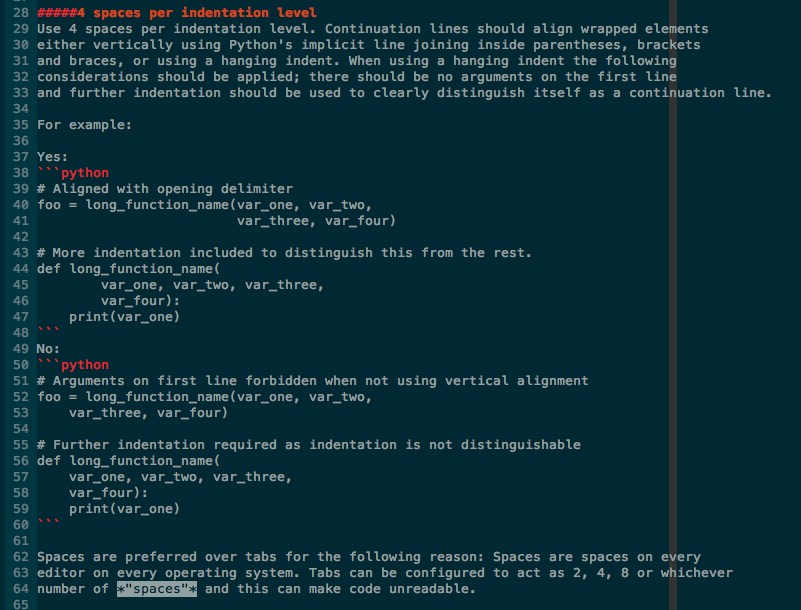 28 #####4 spaces per indentation level
29 Use 4 spaces per indentation level. Continuation lines should align wrapped elements
30 either vertically using Python's implicit line joining inside parentheses, brackets
31 and braces, or using a hanging indent. When using a hanging indent the following
32 considerations should be applied; there should be no arguments on the first line
33 and further indentation should be used to clearly distinguish itself as a continuation line.
34
35 For example:
36
37 Yes:
38 ```python
39 # Aligned with opening delimiter
40 foo = long_function_name(var_one, var_two,
41                          var_three, var_four)
42
43 # More indentation included to distinguish this from the rest.
44 def long_function_name(
45         var_one, var_two, var_three,
46         var_four):
47     print(var_one)
48 ```
49 No:
50 ```python
51 # Arguments on first line forbidden when not using vertical alignment
52 foo = long_function_name(var_one, var_two,
53     var_three, var_four)
54
55 # Further indentation required as indentation is not distinguishable
56 def long_function_name(
57     var_one, var_two, var_three,
58     var_four):
59     print(var_one)
60 ```
61
62 Spaces are preferred over tabs for the following reason: Spaces are spaces on every
63 editor on every operating system. Tabs can be configured to act as 2, 4, 8 or whichever
64 number of *"spaces"* and this can make code unreadable.
65